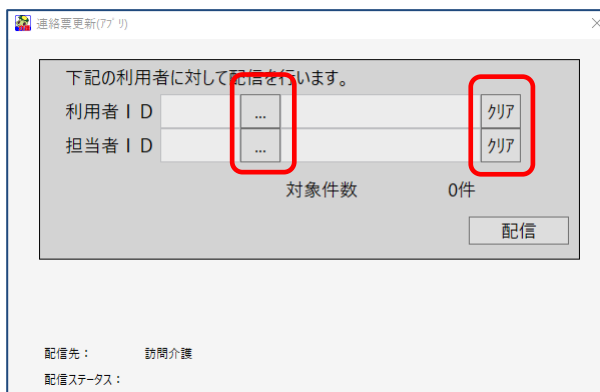 連絡票更新(アプリ)
下記の利用者に対して配信を行います。
利用者ＩＤ ... クリア
担当者ＩＤ ... クリア
対象件数 0件
配信
配信先： 訪問介護
配信ステータス：